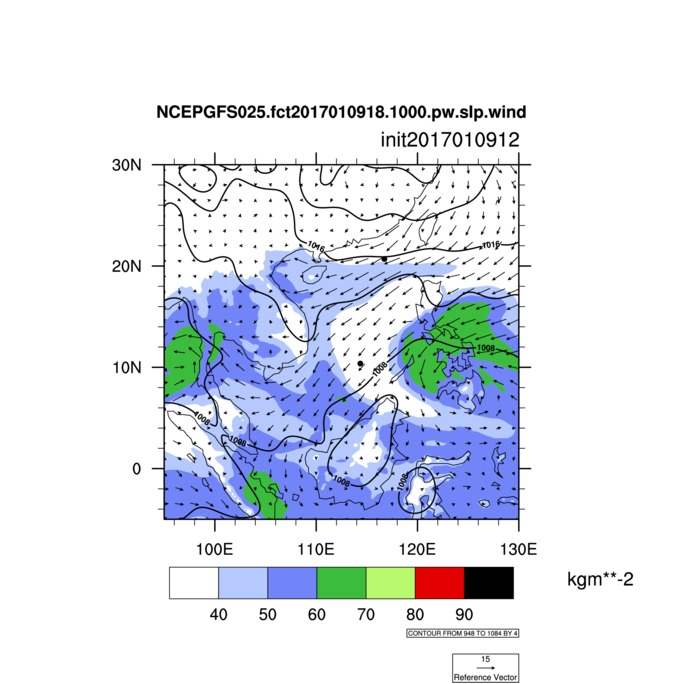 NCEPGFS025.fct2017010918.1000.pw.slp.wind
init2017010912
30N
1016
1016
20N
1008
10N
1008
1008
1008
0
1008
1008
100E
110E
120E
130E
kgm**-2
40
50
60
70
80
90
CONTOUR FROM 948 TO 1084 BY 4
15
Reference Vector